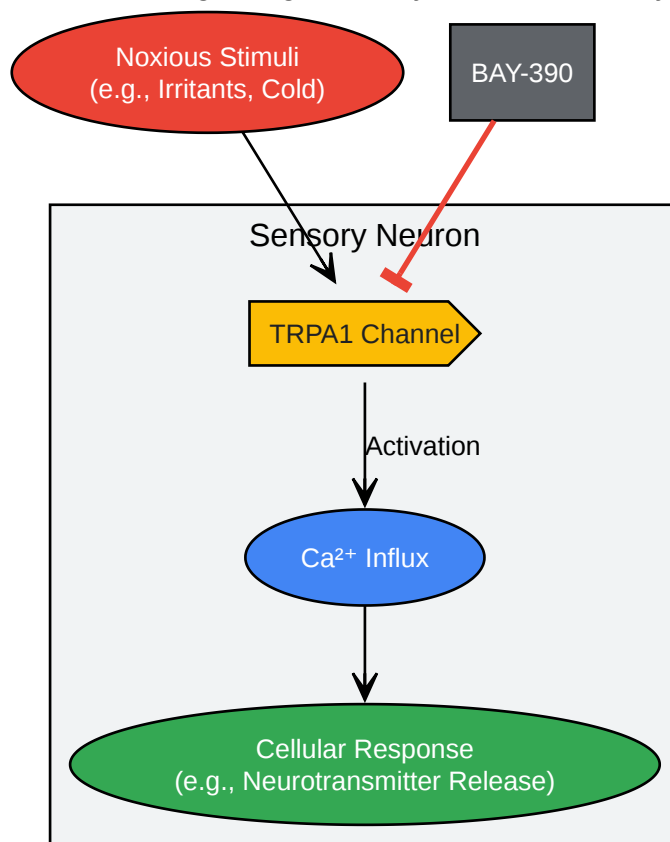 Noxious Stimuli
(e.g., Irritants, Cold)
BAY-390
Sensory Neuron
TRPA1 Channel
Activation
Ca²⁺ Influx
Cellular Response
(e.g., Neurotransmitter Release)